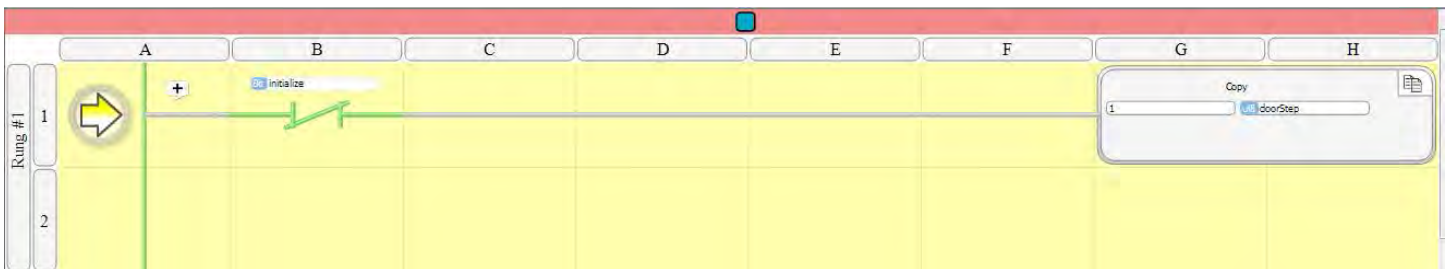 A B C D E F G H
Rung #1
1
+
initialize
Copy
1 doorStep
2